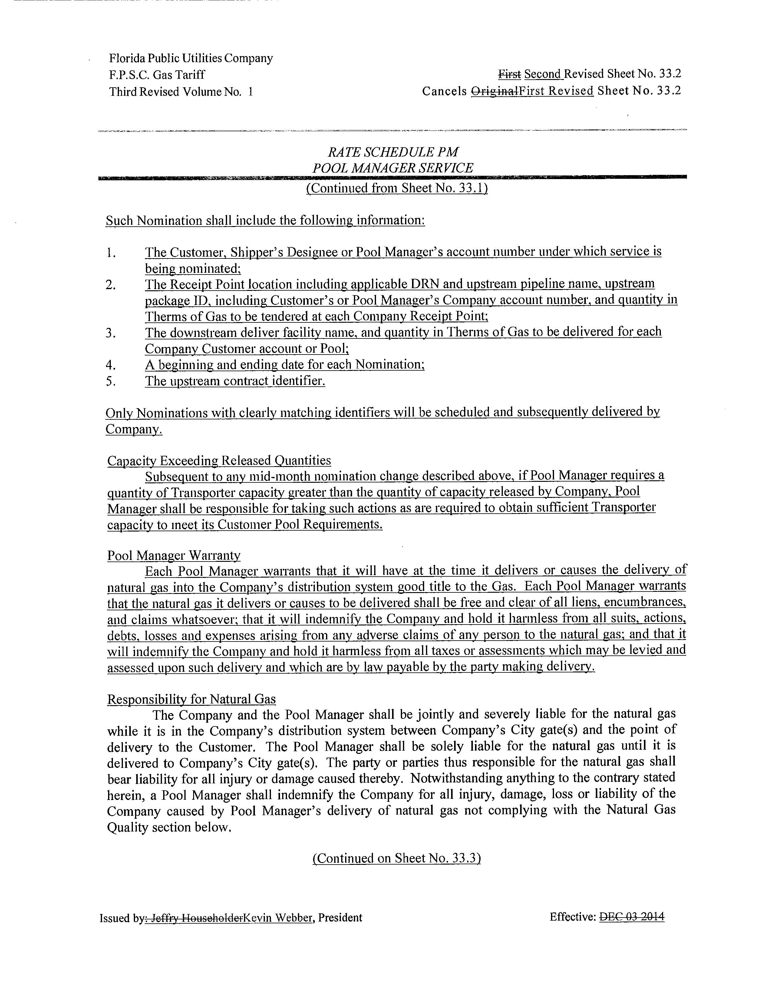 Florida Public Utilities Company
F.P.S.C. Gas Tariff
First Second Revised Sheet No. 33.2
Third Revised Volume No. 1
Cancels OriginalFirst Revised Sheet No. 33.2
RATE SCHEDULE PM
POOL MANAGER SERVICE
(Continued from Sheet No. 33.1)
Such Nomination shall include the following information:
1. The Customer, Shipper's Designee or Pool Manager's account number under which service is
being nominated;
2. The Receipt Point location including applicable DRN and upstream pipeline name, upstream
package ID, including Customer's or Pool Manager's Company account number, and quantity in
Therms of Gas to be tendered at each Company Receipt Point;
3. The downstream deliver facility name, and quantity in Therms of Gas to be delivered for each
Company Customer account or Pool;
4. A beginning and ending date for each Nomination;
5. The upstream contract identifier.
Only Nominations with clearly matching identifiers will be scheduled and subsequently delivered by
Company.
Capacity Exceeding Released Quantities
Subsequent to any mid-month nomination change described above, if Pool Manager requires a
quantity of Transporter capacity greater than the quantity of capacity released by Company, Pool
Manager shall be responsible for taking such actions as are required to obtain sufficient Transporter
capacity to meet its Customer Pool Requirements.
Pool Manager Warranty
Each Pool Manager warrants that it will have at the time it delivers or causes the delivery of
natural gas into the Company's distribution system good title to the Gas. Each Pool Manager warrants
that the natural gas it delivers or causes to be delivered shall be free and clear of all liens, encumbrances,
and claims whatsoever; that it will indemnify the Company and hold it harmless from all suits, actions,
debts, losses and expenses arising from any adverse claims of any person to the natural gas; and that it
will indemnify the Company and hold it harmless from all taxes or assessments which may be levied and
assessed upon such delivery and which are by law payable by the party making delivery.
Responsibility for Natural Gas
The Company and the Pool Manager shall be jointly and severely liable for the natural gas
while it is in the Company's distribution system between Company's City gate(s) and the point of
delivery to the Customer. The Pool Manager shall be solely liable for the natural gas until it is
delivered to Company's City gate(s). The party or parties thus responsible for the natural gas shall
bear liability for all injury or damage caused thereby. Notwithstanding anything to the contrary stated
herein, a Pool Manager shall indemnify the Company for all injury, damage, loss or liability of the
Company caused by Pool Manager's delivery of natural gas not complying with the Natural Gas
Quality section below.
(Continued on Sheet No. 33.3)
Issued by: Jeffry HouseholderKevin Webber, President
Effective: DEC 03 2014